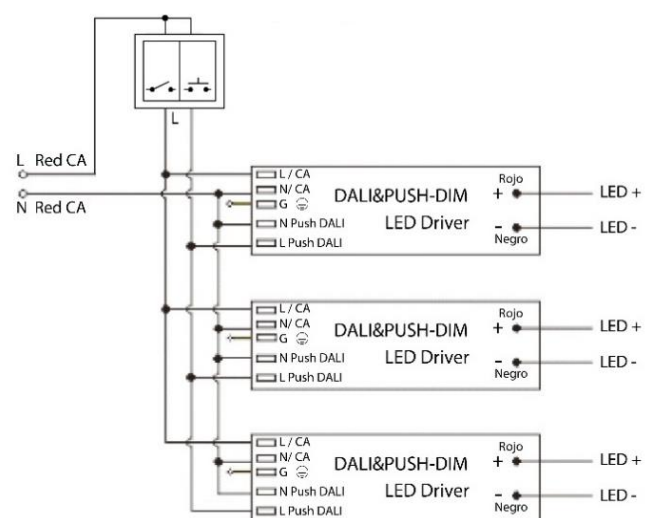 L
L Red CA
N Red CA
L / CA
N/ CA
G
N Push DALI
L Push DALI
DALI&PUSH-DIM
LED Driver
Rojo
+
-
Negro
LED +
LED -
L / CA
N/ CA
G
N Push DALI
L Push DALI
DALI&PUSH-DIM
LED Driver
Rojo
+
-
Negro
LED +
LED -
L / CA
N/ CA
G
N Push DALI
L Push DALI
DALI&PUSH-DIM
LED Driver
Rojo
+
-
Negro
LED +
LED -